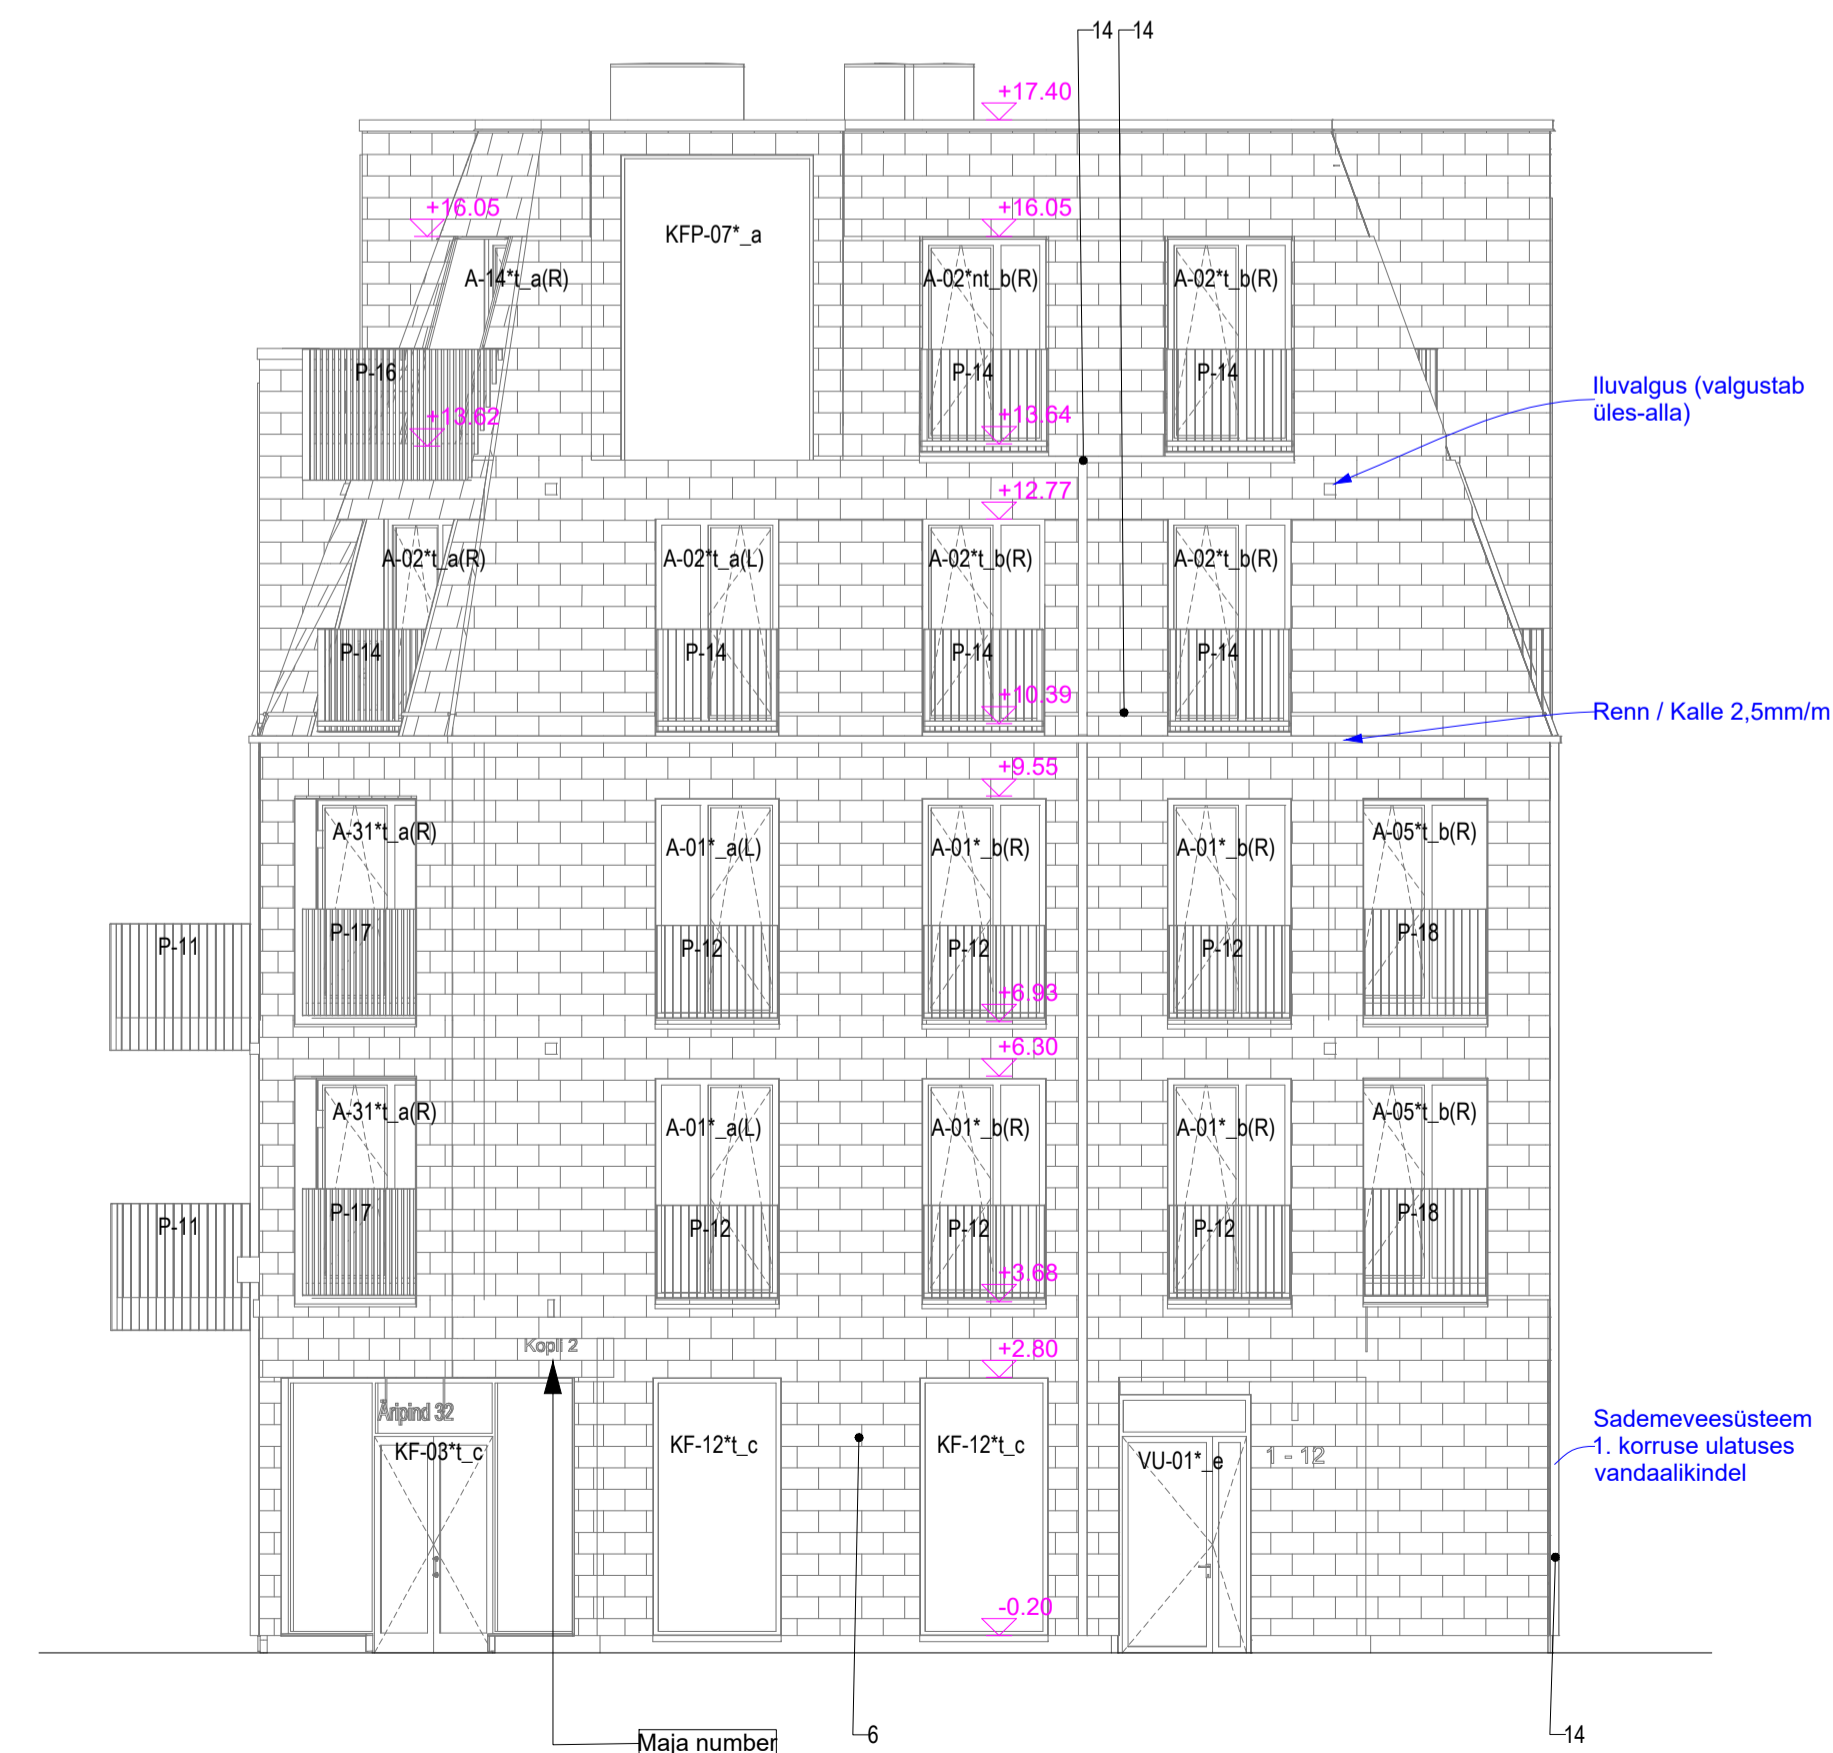 14 14
+17.40
+16.05 +16.05
KFP-07*_a
A-14*t_a(R) A-02*nt_b(R) A-02*t_b(R)
P-16 P-14 P-14
Iluvalgus (valgustab
üles-alla)
+13.62 +13.64
+12.77
A-02*t_a(R) A-02*t_a(L) A-02*t_b(R) A-02*t_b(R)
P-14 P-14 P-14 P-14
+10.39
Renn / Kalle 2,5mm/m
+9.55
A-31*t_a(R) A-01*_a(L) A-01*_b(R) A-01*_b(R) A-05*t_b(R)
P-11 P-17 P-12 P-12 P-12 P-18
+6.93
+6.30
A-31*t_a(R) A-01*_a(L) A-01*_b(R) A-01*_b(R) A-05*t_b(R)
P-11 P-17 P-12 P-12 P-12 P-18
+3.68
Kopli 2
+2.80
Äripind 32
KF-03*t_c KF-12*t_c KF-12*t_c VU-01*_e 1 - 12
Sademeveesüsteem
1. korruse ulatuses
vandaalikindel
-0.20
Maja number
6
14